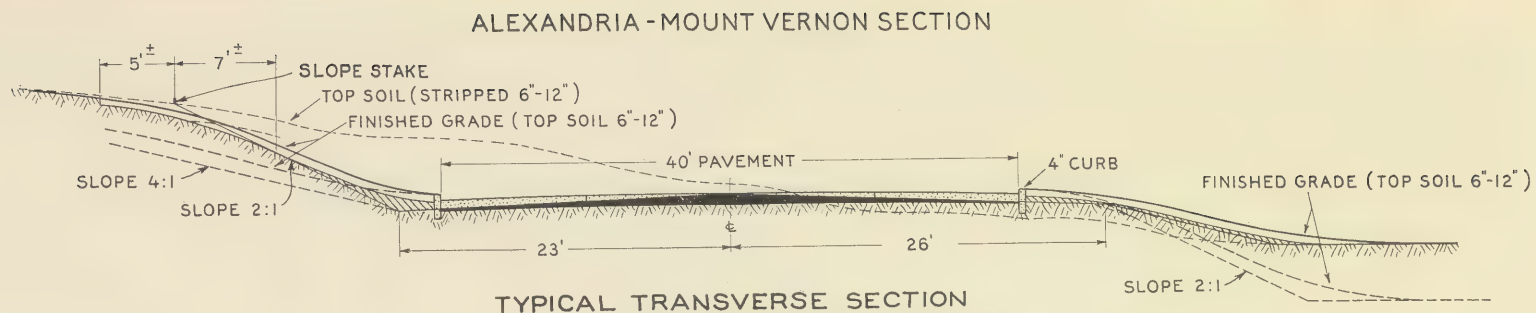 ALEXANDRIA - MOUNT VERNON SECTION
5'± 7'±
SLOPE STAKE
TOP SOIL (STRIPPED 6"-12")
FINISHED GRADE (TOP SOIL 6"-12")
40' PAVEMENT
4" CURB
SLOPE 4:1
SLOPE 2:1
FINISHED GRADE (TOP SOIL 6"-12")
℄
23' 26'
SLOPE 2:1
TYPICAL TRANSVERSE SECTION